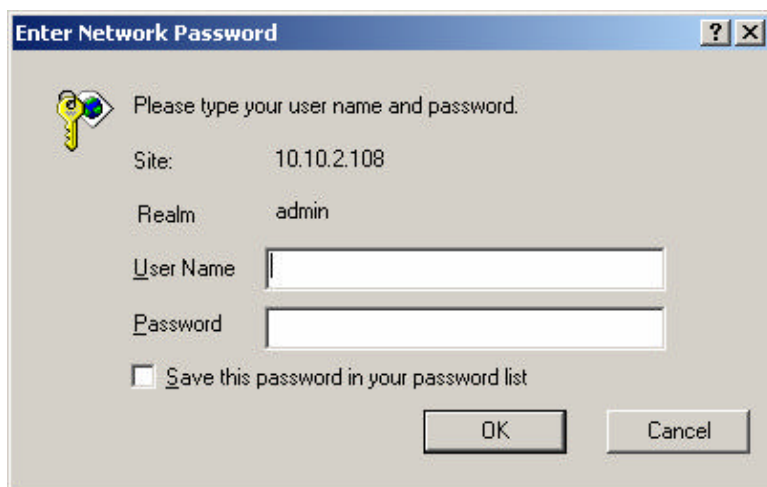 Enter Network Password
Please type your user name and password.
Site: 10.10.2.108
Realm admin
User Name
Password
Save this password in your password list
OK Cancel